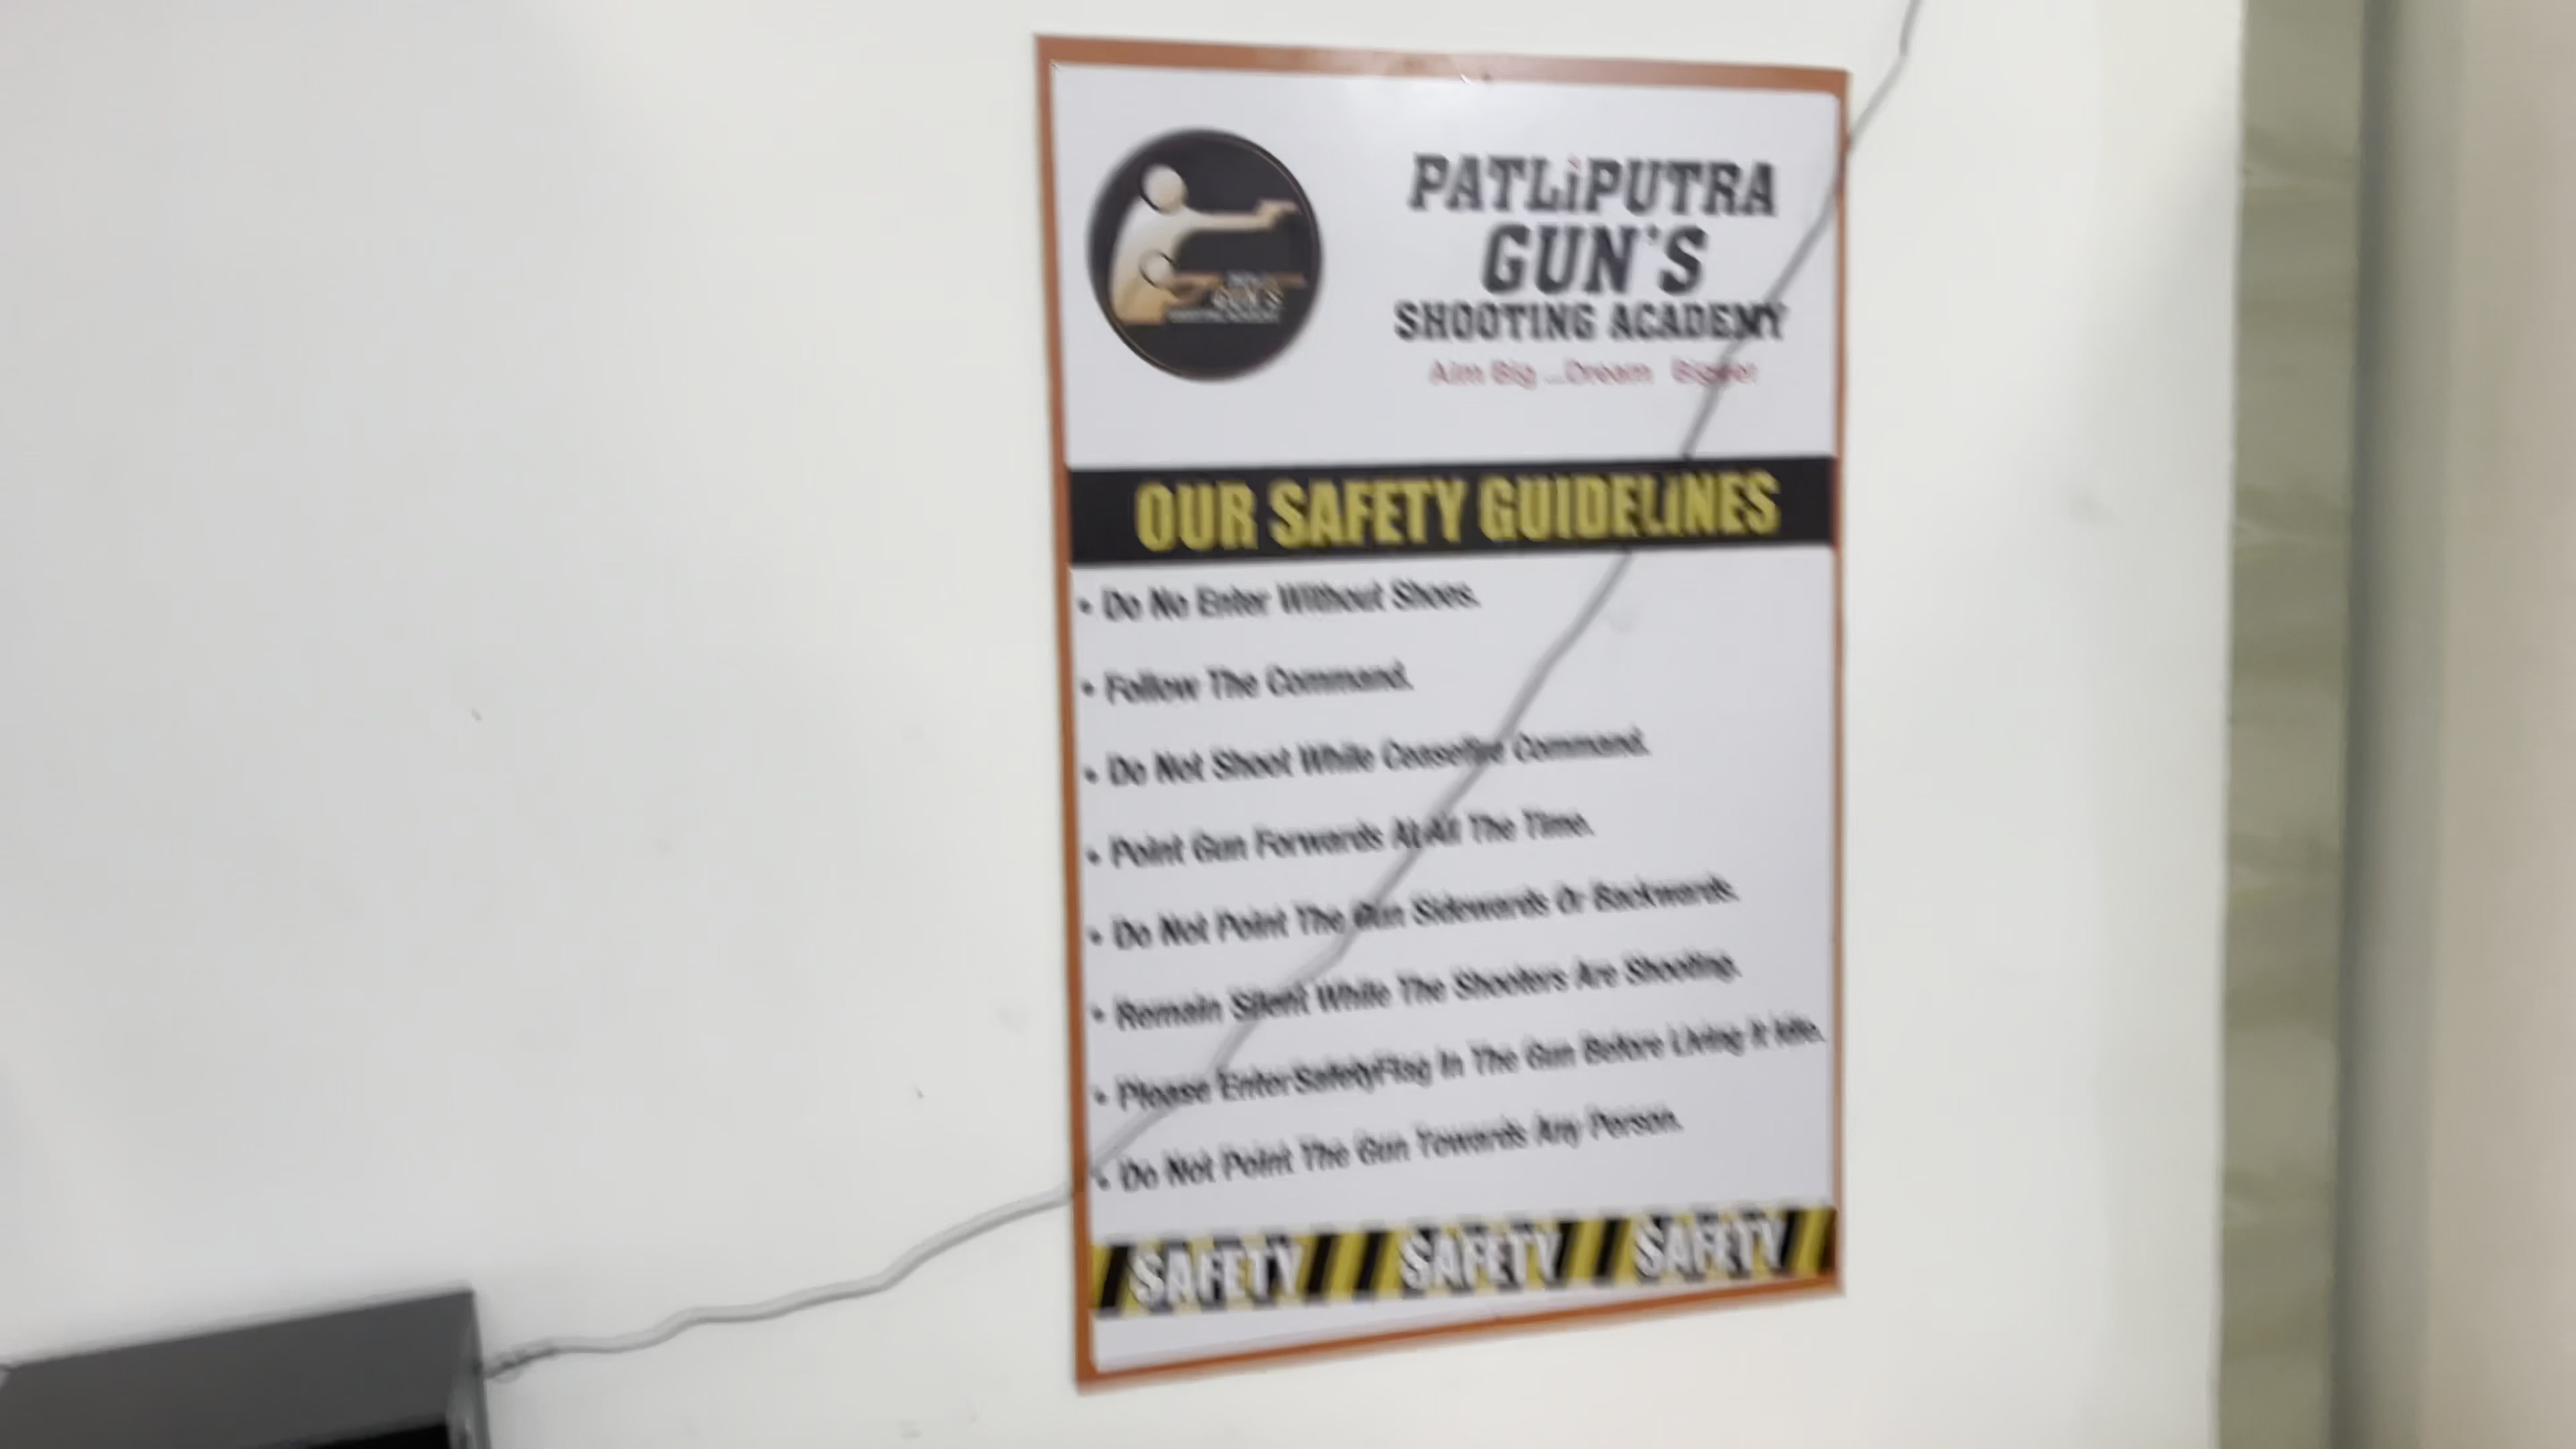 PATLiPUTRA
GUN'S
SHOOTING ACADEMY
Aim Big ...Dream Bigger
GUN'S
OUR SAFETY GUIDELiNES
• Do No Enter Without Shoes.
• Follow The Command.
• Do Not Shoot While Ceasefire Command.
• Point Gun Forwards At All The Time.
• Do Not Point The Gun Sidewards Or Backwards.
• Remain Silent While The Shooters Are Shooting.
• Please EnterSafetyFlag In The Gun Before Living It Idle.
• Do Not Point The Gun Towards Any Person.
SAFETY SAFETY SAFETY